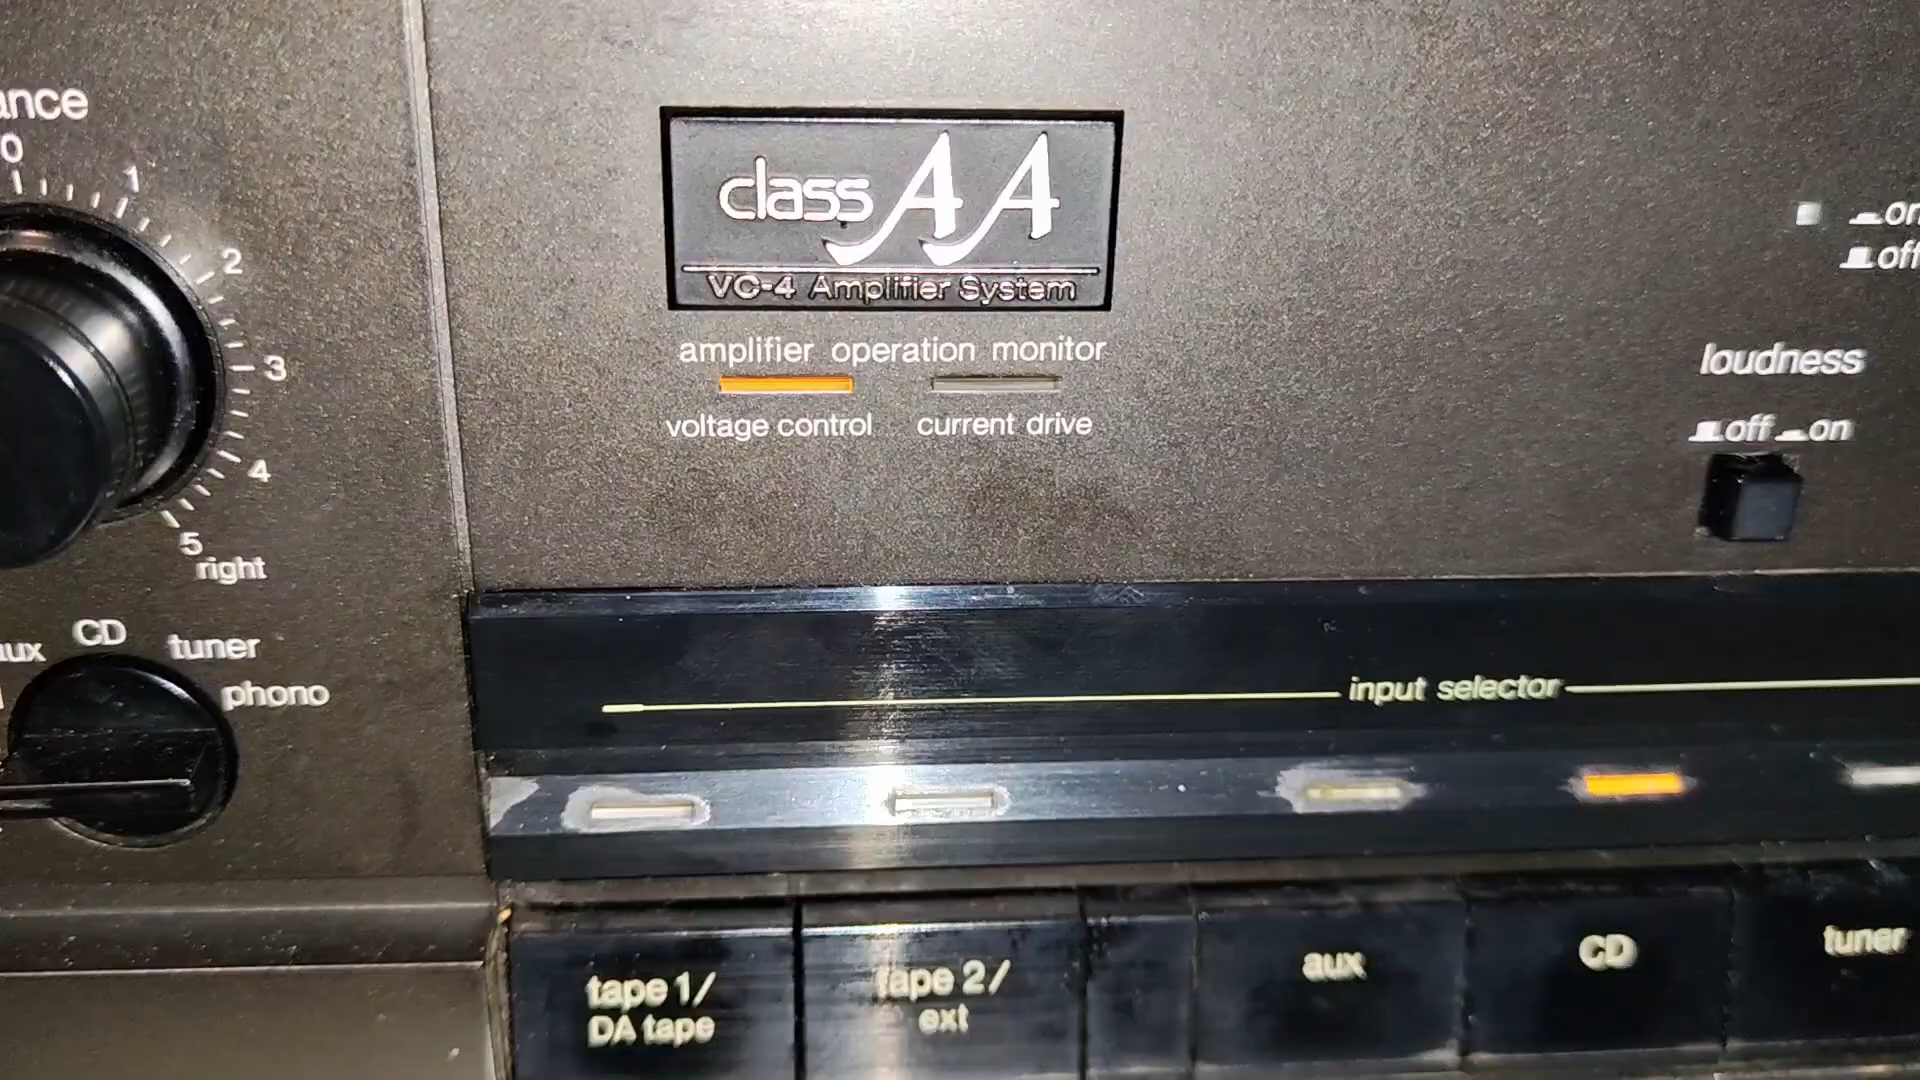 ance
0
1
2
3
4
5
right
aux
CD
tuner
phono
class AA
VC-4 Amplifier System
amplifier operation monitor
voltage control
current drive
on
off
loudness
off on
input selector
tape 1/
DA tape
tape 2/
ext
aux
CD
tuner